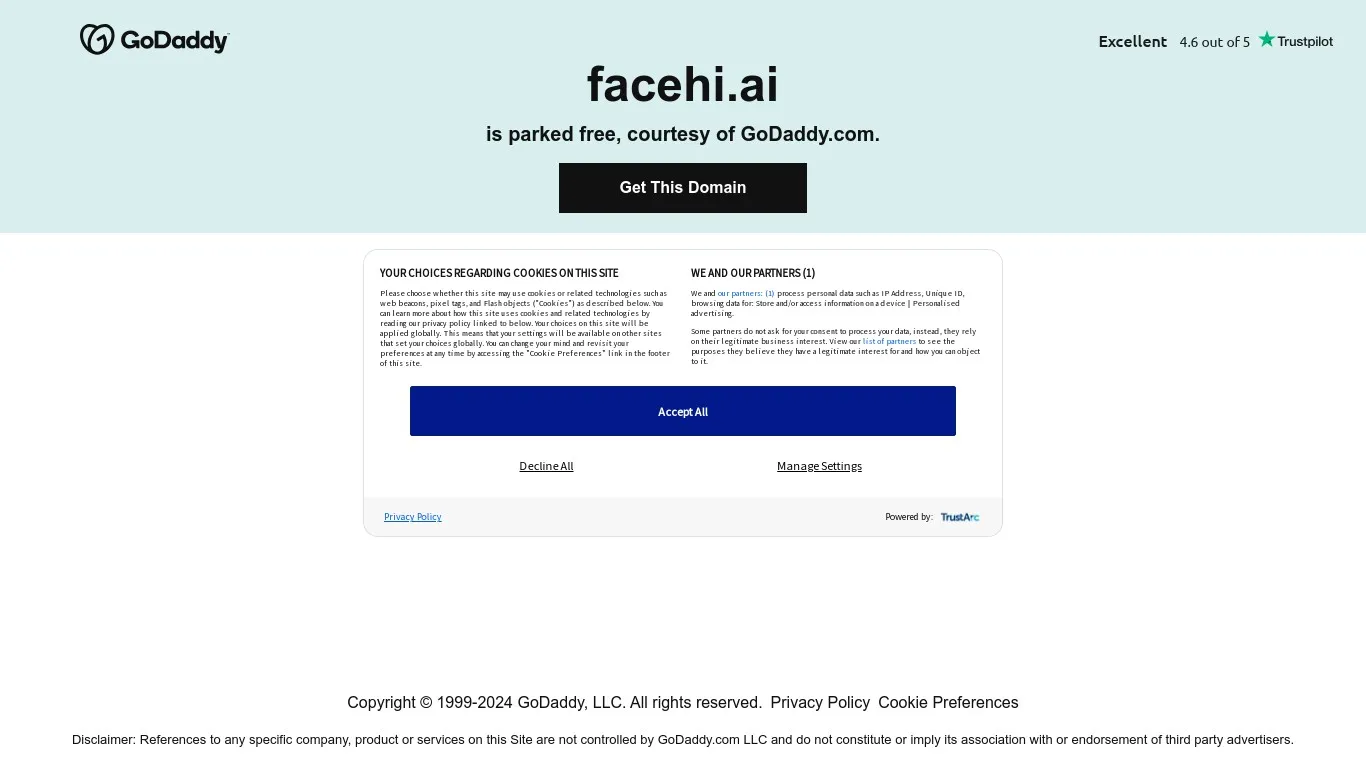 GoDaddy
Excellent 4.6 out of 5 Trustpilot
facehi.ai
is parked free, courtesy of GoDaddy.com.
Get This Domain
YOUR CHOICES REGARDING COOKIES ON THIS SITE
Please choose whether this site may use cookies or related technologies such as
web beacons, pixel tags, and Flash objects ("Cookies") as described below. You
can learn more about how this site uses cookies and related technologies by
reading our privacy policy linked to below. Your choices on this site will be
applied globally. This means that your settings will be available on other sites
that set your choices globally. You can change your mind and revisit your
preferences at any time by accessing the "Cookie Preferences" link in the footer
of this site.
WE AND OUR PARTNERS (1)
We and our partners: (1) process personal data such as IP Address, Unique ID,
browsing data for: Store and/or access information on a device | Personalised
advertising.
Some partners do not ask for your consent to process your data, instead, they rely
on their legitimate business interest. View our list of partners to see the
purposes they believe they have a legitimate interest for and how you can object
to it.
Accept All
Decline All
Manage Settings
Privacy Policy
Powered by: TrustArc
Copyright © 1999-2024 GoDaddy, LLC. All rights reserved. Privacy Policy Cookie Preferences
Disclaimer: References to any specific company, product or services on this Site are not controlled by GoDaddy.com LLC and do not constitute or imply its association with or endorsement of third party advertisers.